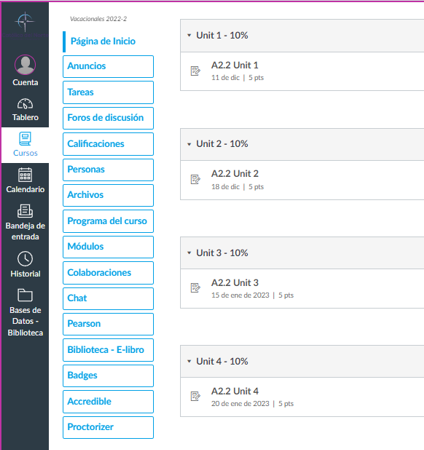 Vacacionales 2022-2
Cuenta
Tablero
Cursos
Calendario
Bandeja de
entrada
Historial
Bases de
Datos -
Biblioteca
Página de Inicio
Anuncios
Tareas
Foros de discusión
Calificaciones
Personas
Archivos
Programa del curso
Módulos
Colaboraciones
Chat
Pearson
Biblioteca - E-libro
Badges
Accredible
Proctorizer
Unit 1 - 10%
A2.2 Unit 1
11 de dic | 5 pts
Unit 2 - 10%
A2.2 Unit 2
18 de dic | 5 pts
Unit 3 - 10%
A2.2 Unit 3
15 de ene de 2023 | 5 pts
Unit 4 - 10%
A2.2 Unit 4
20 de ene de 2023 | 5 pts